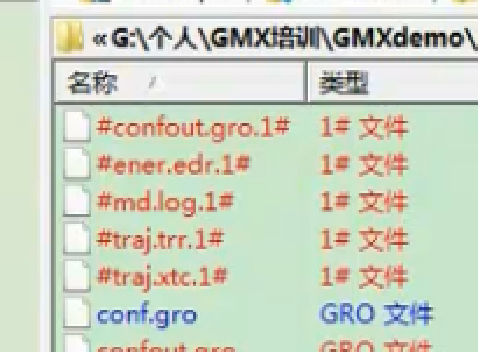 «G:\个人\GMX培训\GMXdemo\
名称 类型
#confout.gro.1# 1# 文件
#ener.edr.1# 1# 文件
#md.log.1# 1# 文件
#traj.trr.1# 1# 文件
#traj.xtc.1# 1# 文件
conf.gro GRO 文件
confout.gro GRO 文件